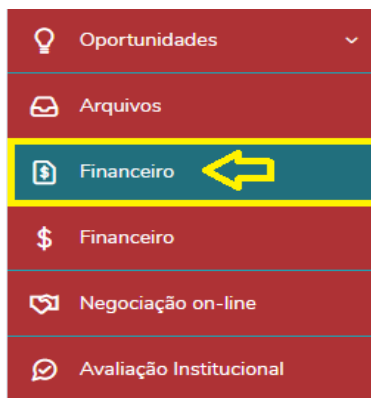 Oportunidades
Arquivos
Financeiro
$ Financeiro
Negociação on-line
Avaliação Institucional